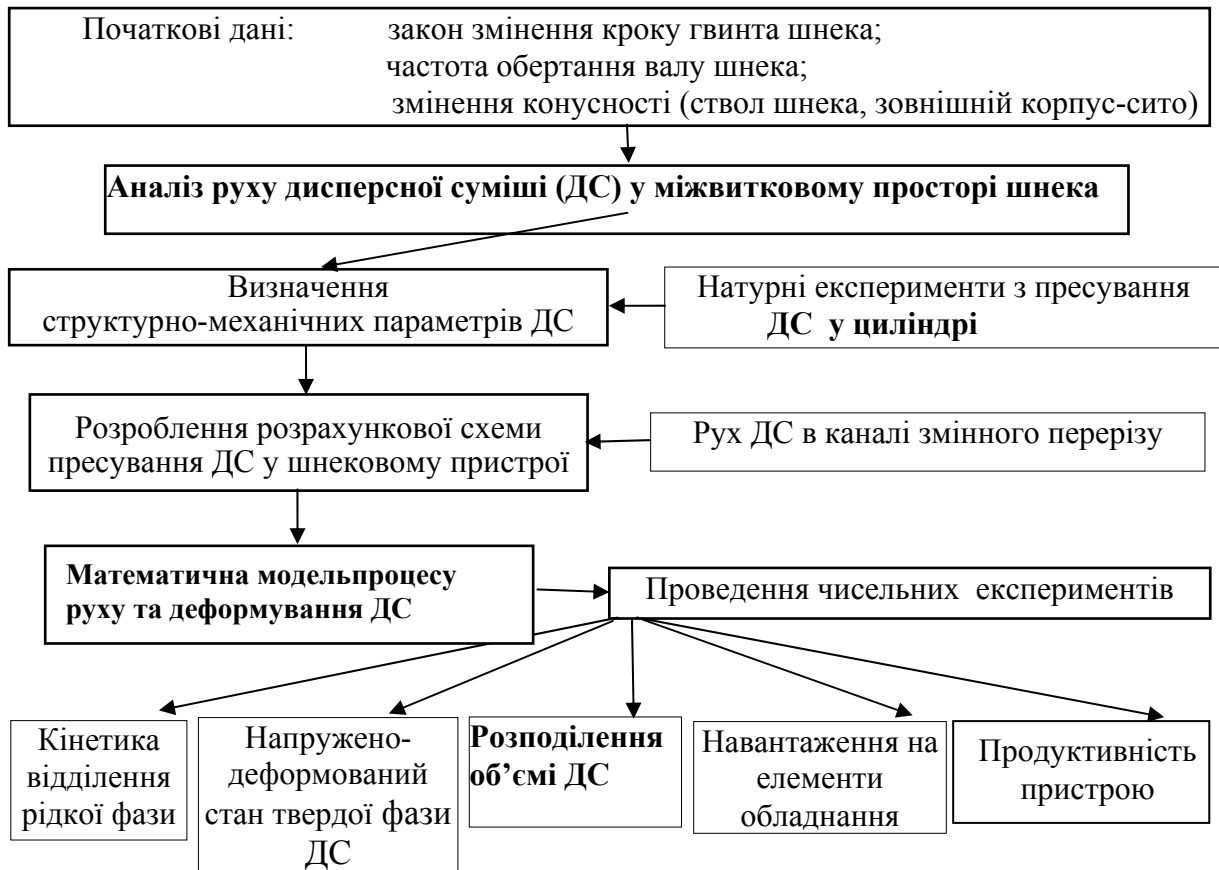 Початкові дані: закон змінення кроку гвинта шнека;
частота обертання валу шнека;
змінення конусності (ствол шнека, зовнішній корпус-сито)
Аналіз руху дисперсної суміші (ДС) у міжвитковому просторі шнека
Визначення
структурно-механічних параметрів ДС
Натурні експерименти з пресування
ДС у циліндрі
Розроблення розрахункової схеми
пресування ДС у шнековому пристрої
Рух ДС в каналі змінного перерізу
Математична модельпроцесу
руху та деформування ДС
Проведення чисельних експериментів
Кінетика
відділення
рідкої фази
Напружено-
деформований
стан твердої фази
ДС
Розподілення
об’ємі ДС
Навантаження на
елементи
обладнання
Продуктивність
пристрою